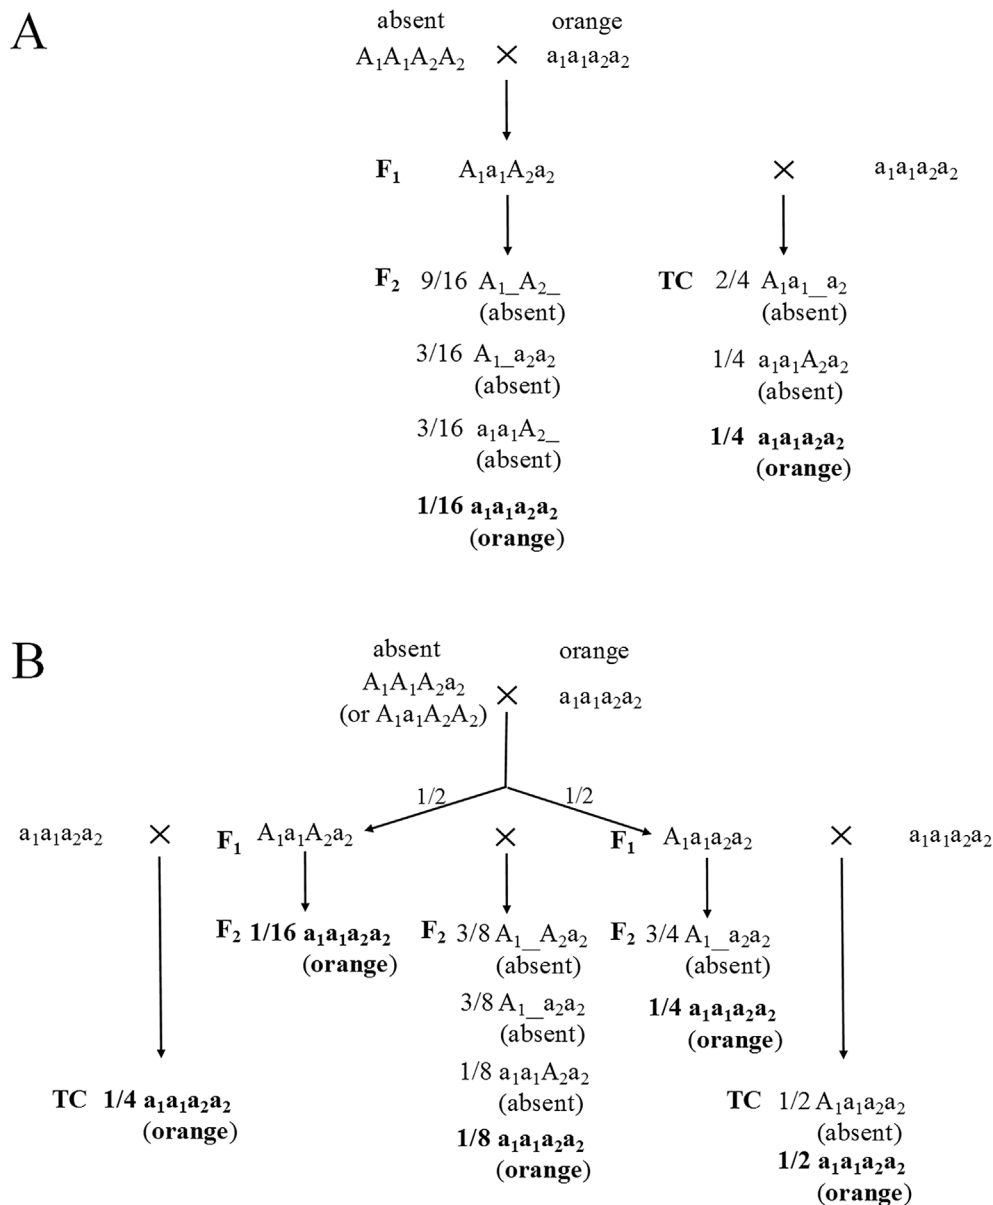 A
absent orange
A₁A₁A₂A₂ × a₁a₁a₂a₂
F₁ A₁a₁A₂a₂ × a₁a₁a₂a₂
F₂ 9/16 A₁_A₂_ TC 2/4 A₁a₁_a₂
(absent) (absent)
3/16 A₁_a₂a₂ 1/4 a₁a₁A₂a₂
(absent) (absent)
3/16 a₁a₁A₂_ 1/4 a₁a₁a₂a₂
(absent) (orange)
1/16 a₁a₁a₂a₂
(orange)
B
absent orange
A₁A₁A₂a₂ × a₁a₁a₂a₂
(or A₁a₁A₂A₂)
1/2 1/2
a₁a₁a₂a₂ × F₁ A₁a₁A₂a₂ × F₁ A₁a₁a₂a₂ × a₁a₁a₂a₂
F₂ 1/16 a₁a₁a₂a₂ F₂ 3/8 A₁_A₂a₂ F₂ 3/4 A₁_a₂a₂
(orange) (absent) (absent)
3/8 A₁_a₂a₂ 1/4 a₁a₁a₂a₂
(absent) (orange)
1/8 a₁a₁A₂a₂
(absent)
TC 1/4 a₁a₁a₂a₂ TC 1/2 A₁a₁a₂a₂
(orange) (absent)
1/8 a₁a₁a₂a₂ 1/2 a₁a₁a₂a₂
(orange) (orange)